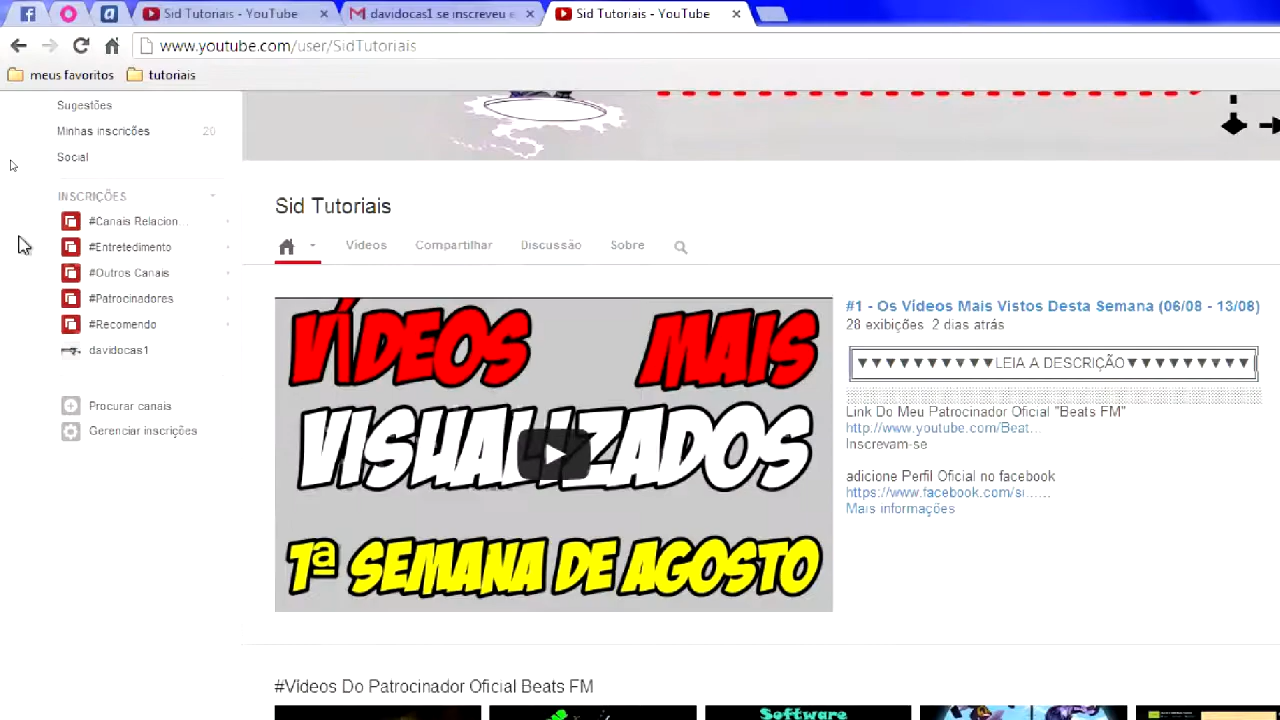 Sid Tutoriais - YouTube
davidocas1 se inscreveu e
Sid Tutoriais - YouTube
www.youtube.com/user/SidTutoriais
meus favoritos
tutoriais
Sugestões
Minhas inscrições 20
Social
INSCRIÇÕES
#Canais Relacion...
#Entretedimento
#Outros Canais
#Patrocinadores
#Recomendo
davidocas1
Procurar canais
Gerenciar inscrições
Sid Tutoriais
Vídeos Compartilhar Discussão Sobre
VÍDEOS MAIS
VISUALIZADOS
1ª SEMANA DE AGOSTO
#1 - Os Vídeos Mais Vistos Desta Semana (06/08 - 13/08)
28 exibições 2 dias atrás
▼▼▼▼▼▼▼▼▼▼LEIA A DESCRIÇÃO▼▼▼▼▼▼▼▼▼
Link Do Meu Patrocinador Oficial "Beats FM"
http://www.youtube.com/Beat...
Inscrevam-se
adicione Perfil Oficial no facebook
https://www.facebook.com/si......
Mais informações
#Vídeos Do Patrocinador Oficial Beats FM
Software